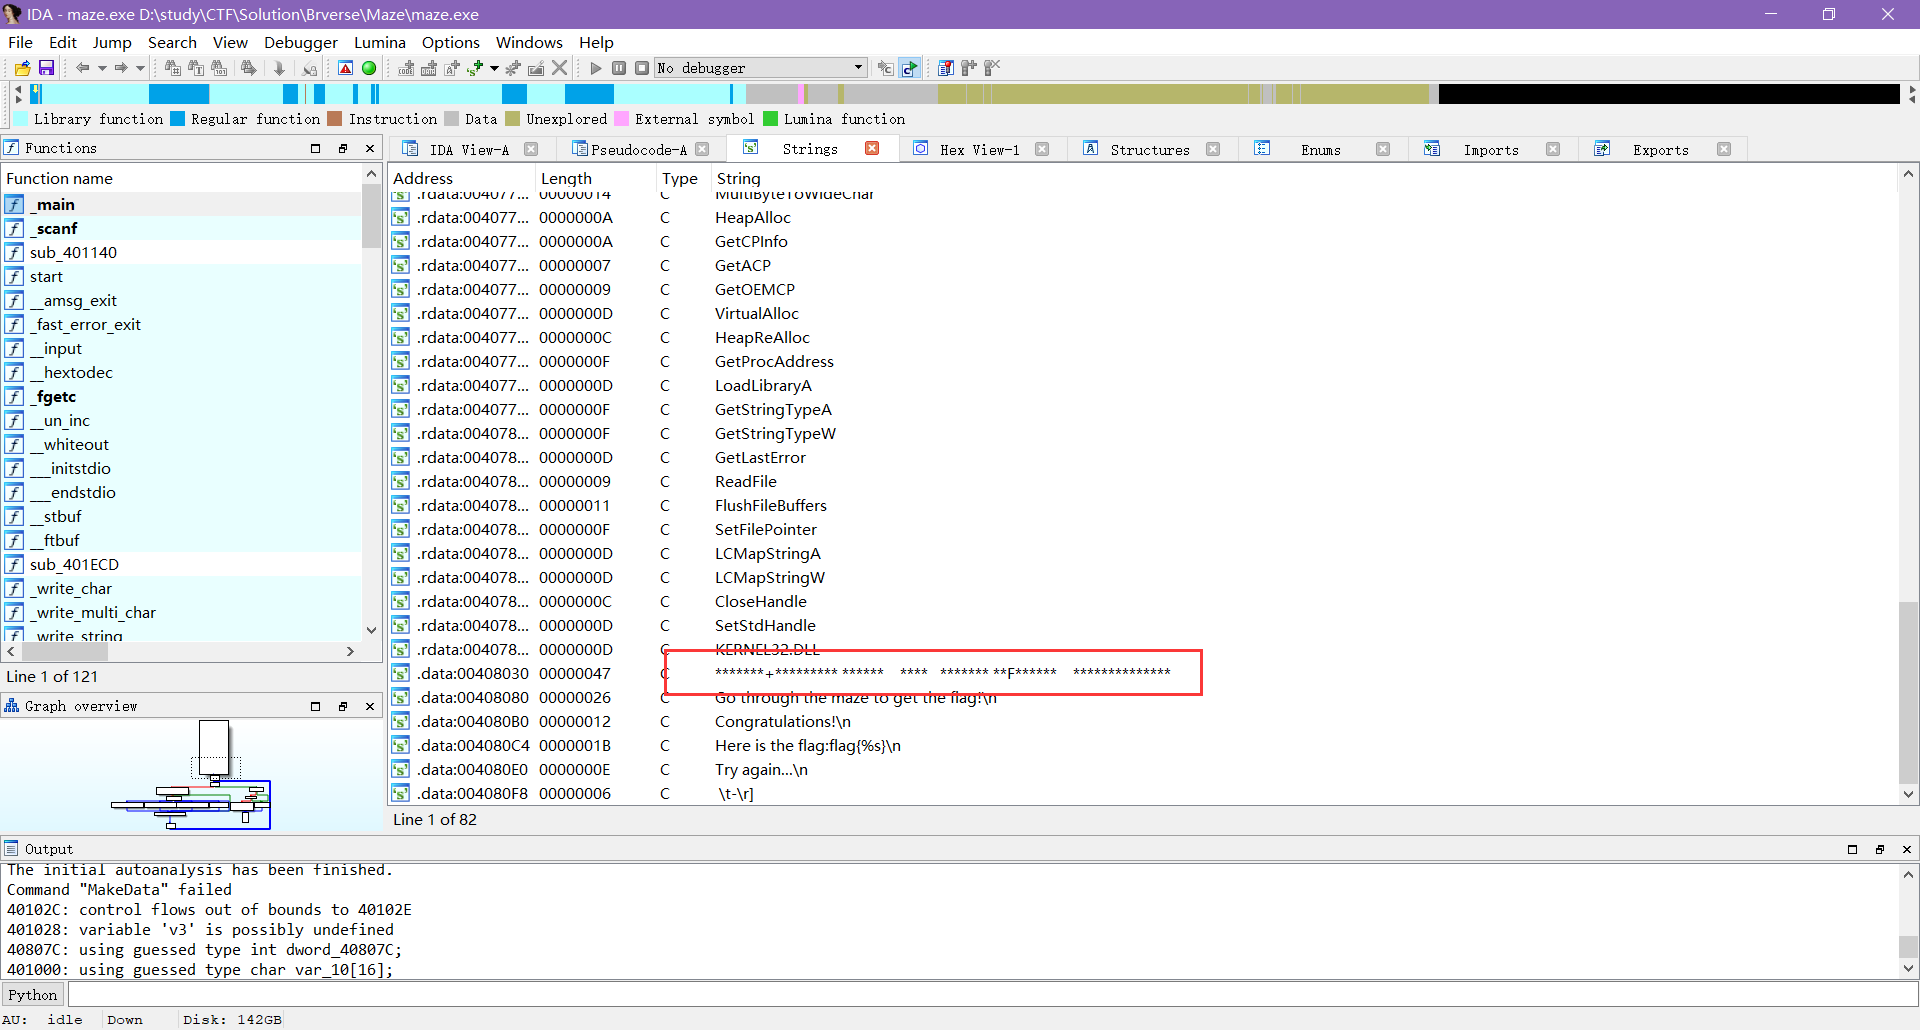 IDA - maze.exe D:\study\CTF\Solution\Brverse\Maze\maze.exe
File Edit Jump Search View Debugger Lumina Options Windows Help
No debugger
Library function Regular function Instruction Data Unexplored External symbol Lumina function
Functions
IDA View-A Pseudocode-A Strings Hex View-1 Structures Enums Imports Exports
Function name
_main
_scanf
sub_401140
start
__amsg_exit
_fast_error_exit
__input
__hextodec
_fgetc
__un_inc
__whiteout
___initstdio
___endstdio
__stbuf
__ftbuf
sub_401ECD
_write_char
_write_multi_char
_write_string
Line 1 of 121
Graph overview
Address Length Type String
.rdata:004077... 00000014 C MultiByteToWideChar
.rdata:004077... 0000000A C HeapAlloc
.rdata:004077... 0000000A C GetCPInfo
.rdata:004077... 00000007 C GetACP
.rdata:004077... 00000009 C GetOEMCP
.rdata:004077... 0000000D C VirtualAlloc
.rdata:004077... 0000000C C HeapReAlloc
.rdata:004077... 0000000F C GetProcAddress
.rdata:004077... 0000000D C LoadLibraryA
.rdata:004077... 0000000F C GetStringTypeA
.rdata:004078... 0000000F C GetStringTypeW
.rdata:004078... 0000000D C GetLastError
.rdata:004078... 00000009 C ReadFile
.rdata:004078... 00000011 C FlushFileBuffers
.rdata:004078... 0000000F C SetFilePointer
.rdata:004078... 0000000D C LCMapStringA
.rdata:004078... 0000000D C LCMapStringW
.rdata:004078... 0000000C C CloseHandle
.rdata:004078... 0000000D C SetStdHandle
.rdata:004078... 0000000D C KERNEL32.DLL
.data:00408030 00000047 C *******+********* ******    ****   ******* **F******    **************
.data:00408080 00000026 C Go through the maze to get the flag!\n
.data:004080B0 00000012 C Congratulations!\n
.data:004080C4 0000001B C Here is the flag:flag{%s}\n
.data:004080E0 0000000E C Try again...\n
.data:004080F8 00000006 C \t-\r]
Line 1 of 82
Output
The initial autoanalysis has been finished.
Command "MakeData" failed
40102C: control flows out of bounds to 40102E
401028: variable 'v3' is possibly undefined
40807C: using guessed type int dword_40807C;
401000: using guessed type char var_10[16];
Python
AU: idle Down Disk: 142GB